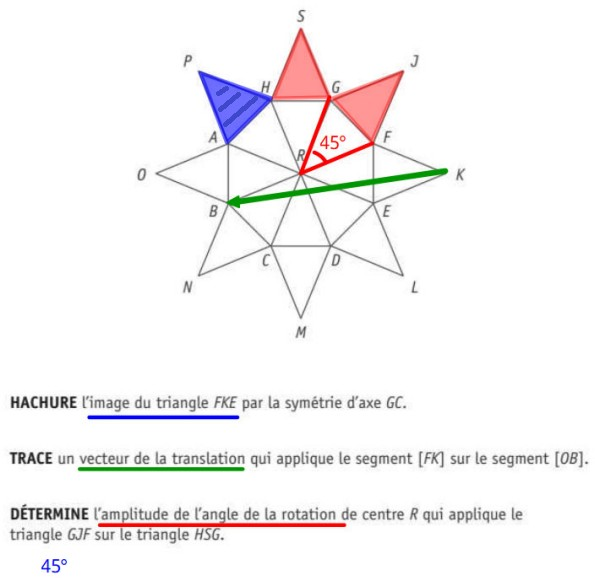 S
P
J
H
G
45°
A
R
F
O
K
B
E
C
D
N
L
M
HACHURE l'image du triangle FKE par la symétrie d'axe GC.
TRACE un vecteur de la translation qui applique le segment [FK] sur le segment [OB].
DÉTERMINE l'amplitude de l'angle de la rotation de centre R qui applique le
triangle GJF sur le triangle HSG.
45°